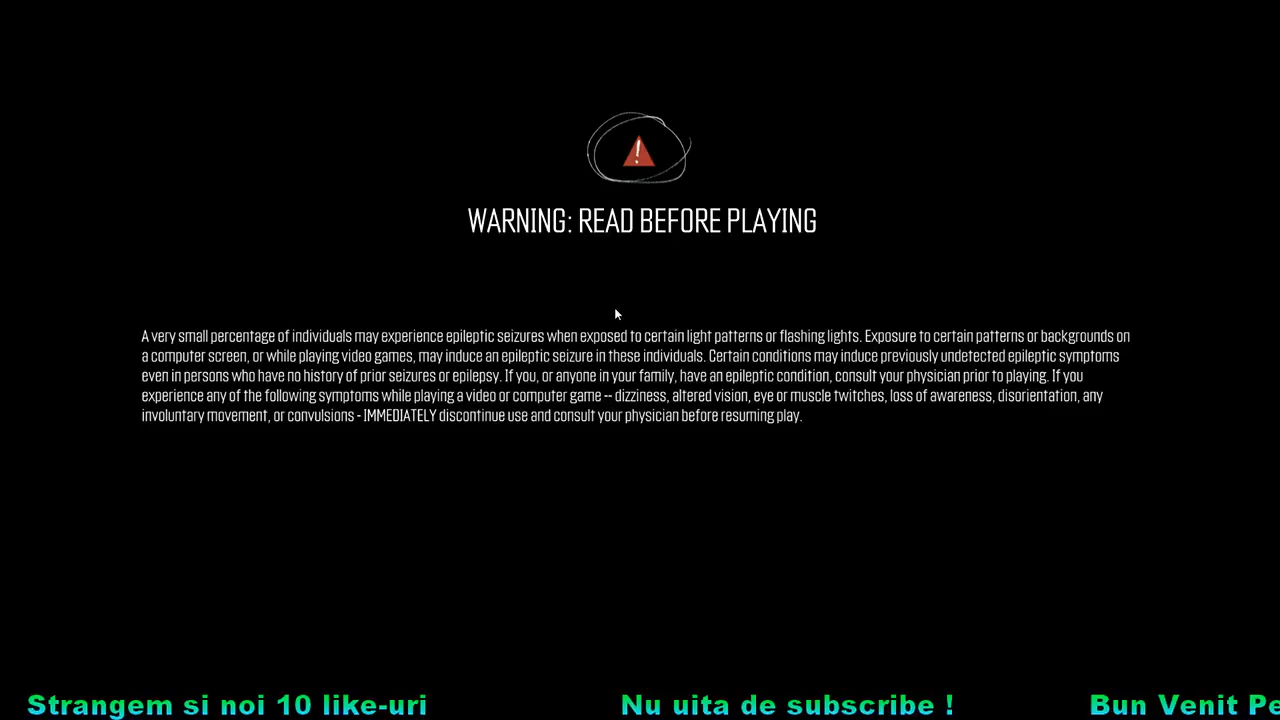 WARNING: READ BEFORE PLAYING
A very small percentage of individuals may experience epileptic seizures when exposed to certain light patterns or flashing lights. Exposure to certain patterns or backgrounds on
a computer screen, or while playing video games, may induce an epileptic seizure in these individuals. Certain conditions may induce previously undetected epileptic symptoms
even in persons who have no history of prior seizures or epilepsy. If you, or anyone in your family, have an epileptic condition, consult your physician prior to playing. If you
experience any of the following symptoms while playing a video or computer game -- dizziness, altered vision, eye or muscle twitches, loss of awareness, disorientation, any
involuntary movement, or convulsions - IMMEDIATELY discontinue use and consult your physician before resuming play.
Strangem si noi 10 like-uri Nu uita de subscribe ! Bun Venit Pe